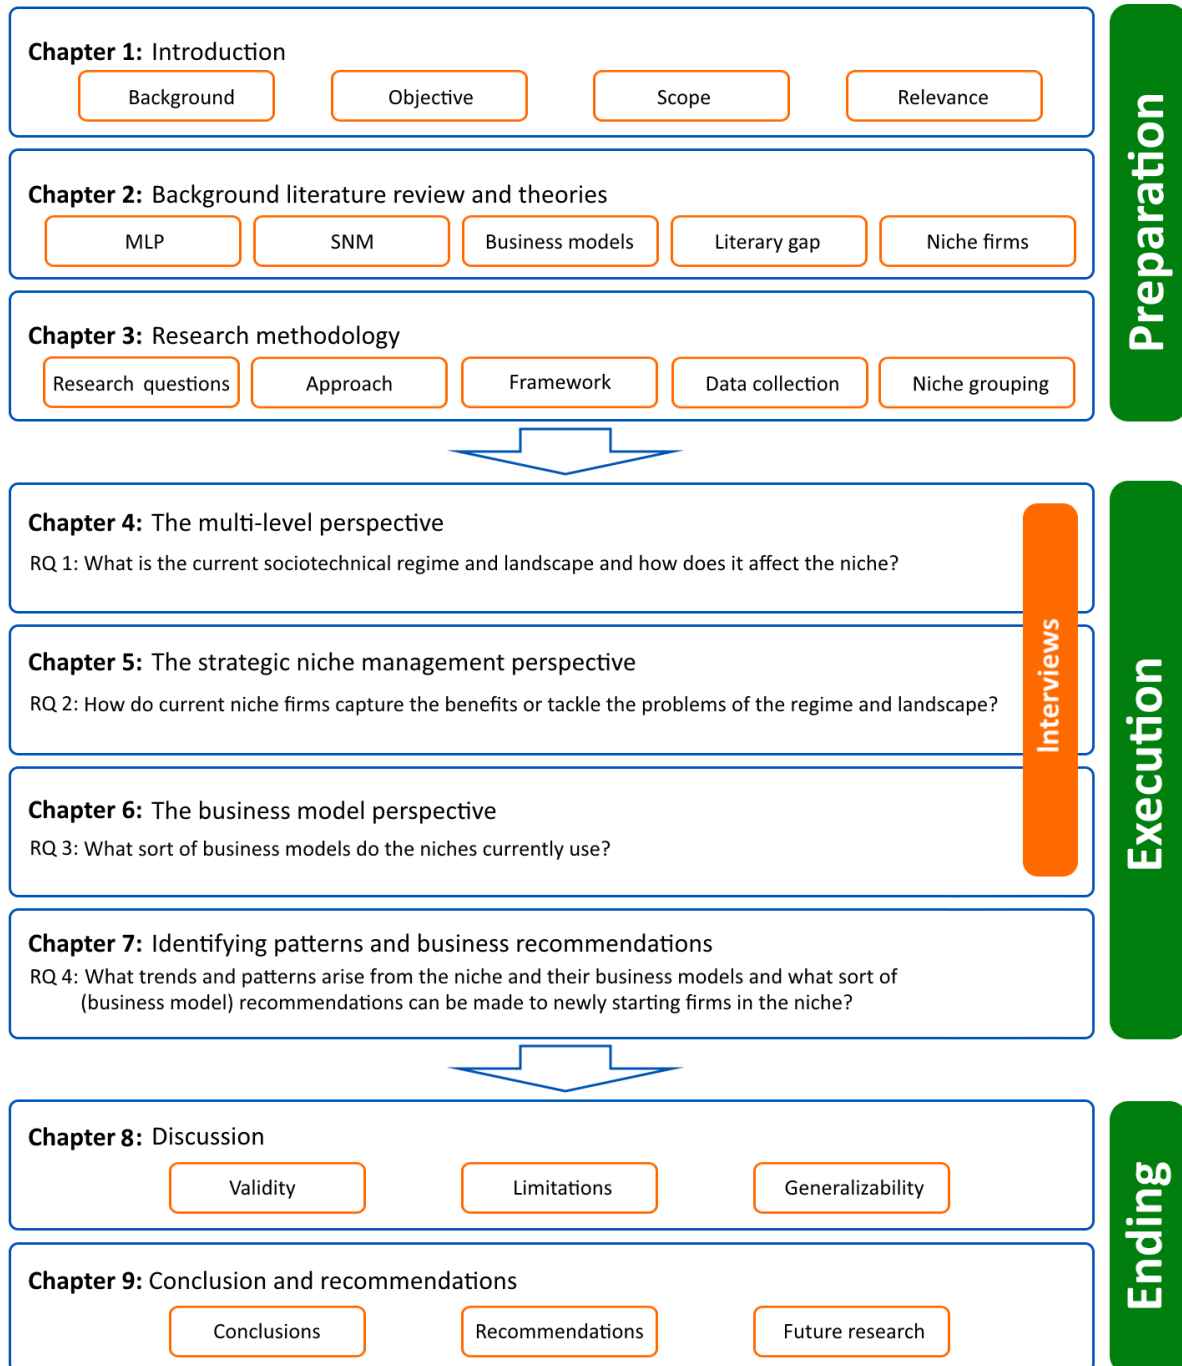 Chapter 1: Introduction
Background
Objective
Scope
Relevance
Chapter 2: Background literature review and theories
MLP
SNM
Business models
Literary gap
Niche firms
Chapter 3: Research methodology
Research questions
Approach
Framework
Data collection
Niche grouping
Preparation
Chapter 4: The multi-level perspective
RQ 1: What is the current sociotechnical regime and landscape and how does it affect the niche?
Chapter 5: The strategic niche management perspective
RQ 2: How do current niche firms capture the benefits or tackle the problems of the regime and landscape?
Chapter 6: The business model perspective
RQ 3: What sort of business models do the niches currently use?
Interviews
Chapter 7: Identifying patterns and business recommendations
RQ 4: What trends and patterns arise from the niche and their business models and what sort of
(business model) recommendations can be made to newly starting firms in the niche?
Execution
Chapter 8: Discussion
Validity
Limitations
Generalizability
Chapter 9: Conclusion and recommendations
Conclusions
Recommendations
Future research
Ending